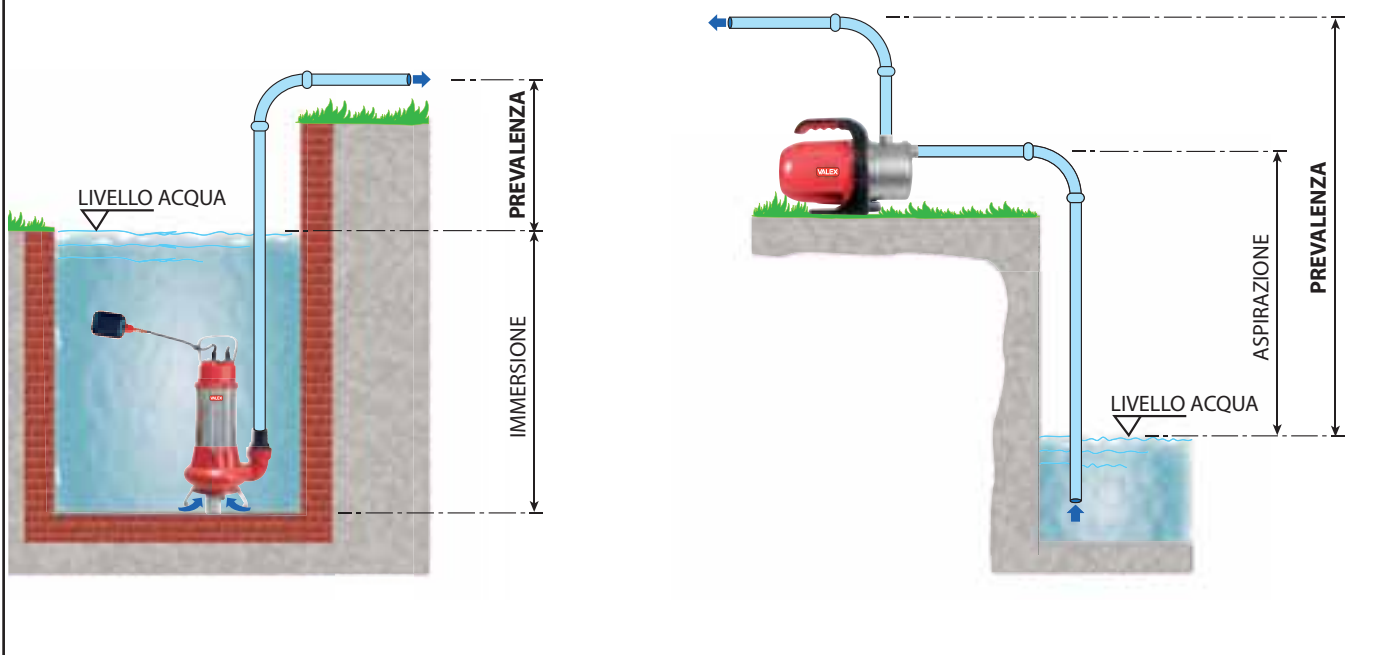 LIVELLO ACQUA
PREVALENZA
IMMERSIONE
VALEX
VALEX
PREVALENZA
ASPIRAZIONE
LIVELLO ACQUA